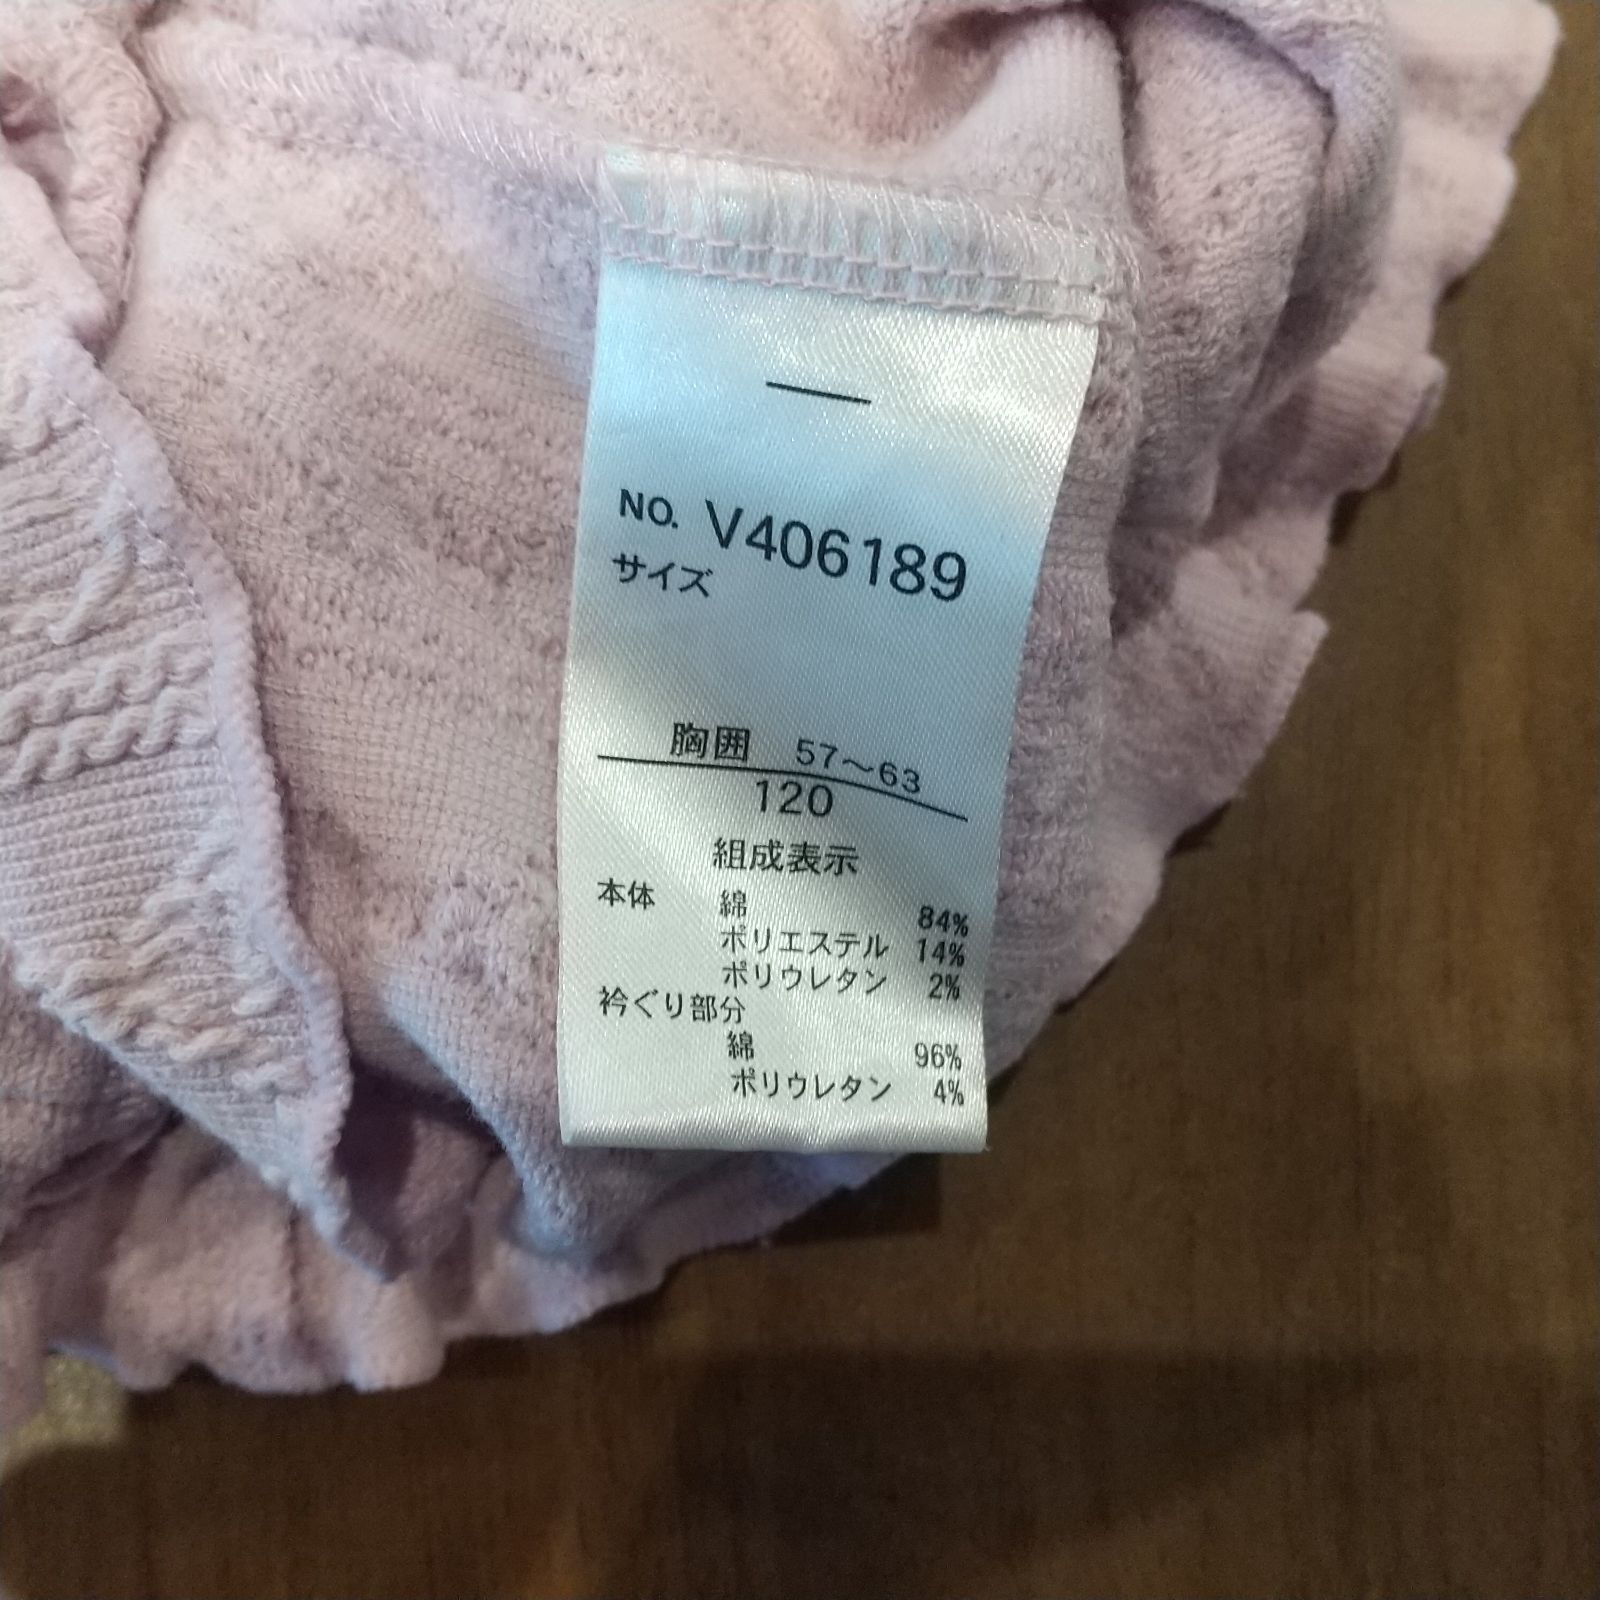 NO. V406189
サイズ
胸囲 57〜63
120
組成表示
本体 綿 84%
ポリエステル 14%
ポリウレタン 2%
衿ぐり部分
綿 96%
ポリウレタン 4%